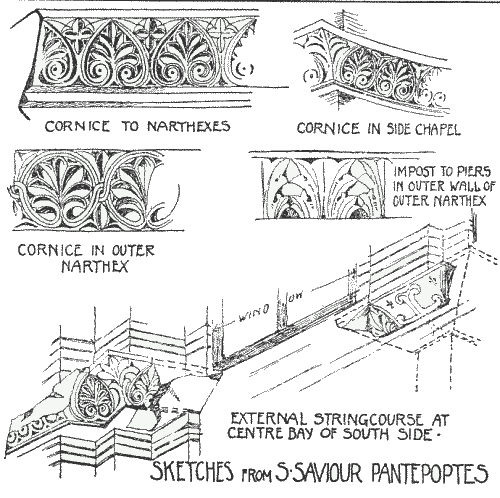 CORNICE TO NARTHEXES
CORNICE IN SIDE CHAPEL
CORNICE IN OUTER
NARTHEX
IMPOST TO PIERS
IN OUTER WALL OF
OUTER NARTHEX
WINDOW
EXTERNAL STRINGCOURSE AT
CENTRE BAY OF SOUTH SIDE.
SKETCHES FROM S. SAVIOUR PANTEPOPTES